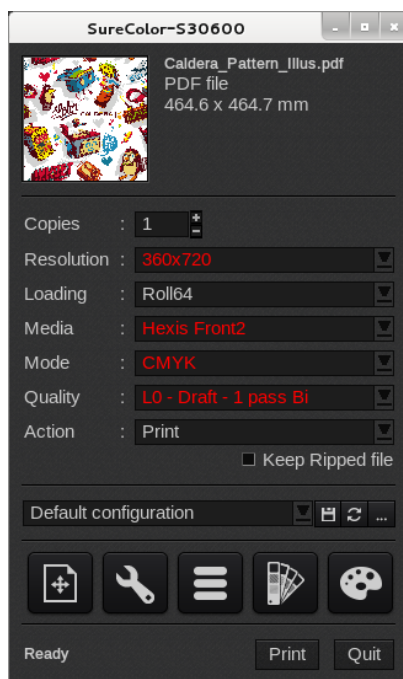 SureColor-S30600
Caldera_Pattern_Illus.pdf
PDF file
464.6 x 464.7 mm
CALDERA
Copies : 1
Resolution : 360x720
Loading : Roll64
Media : Hexis Front2
Mode : CMYK
Quality : L0 - Draft - 1 pass Bi
Action : Print
Keep Ripped file
Default configuration
...
Ready
Print
Quit